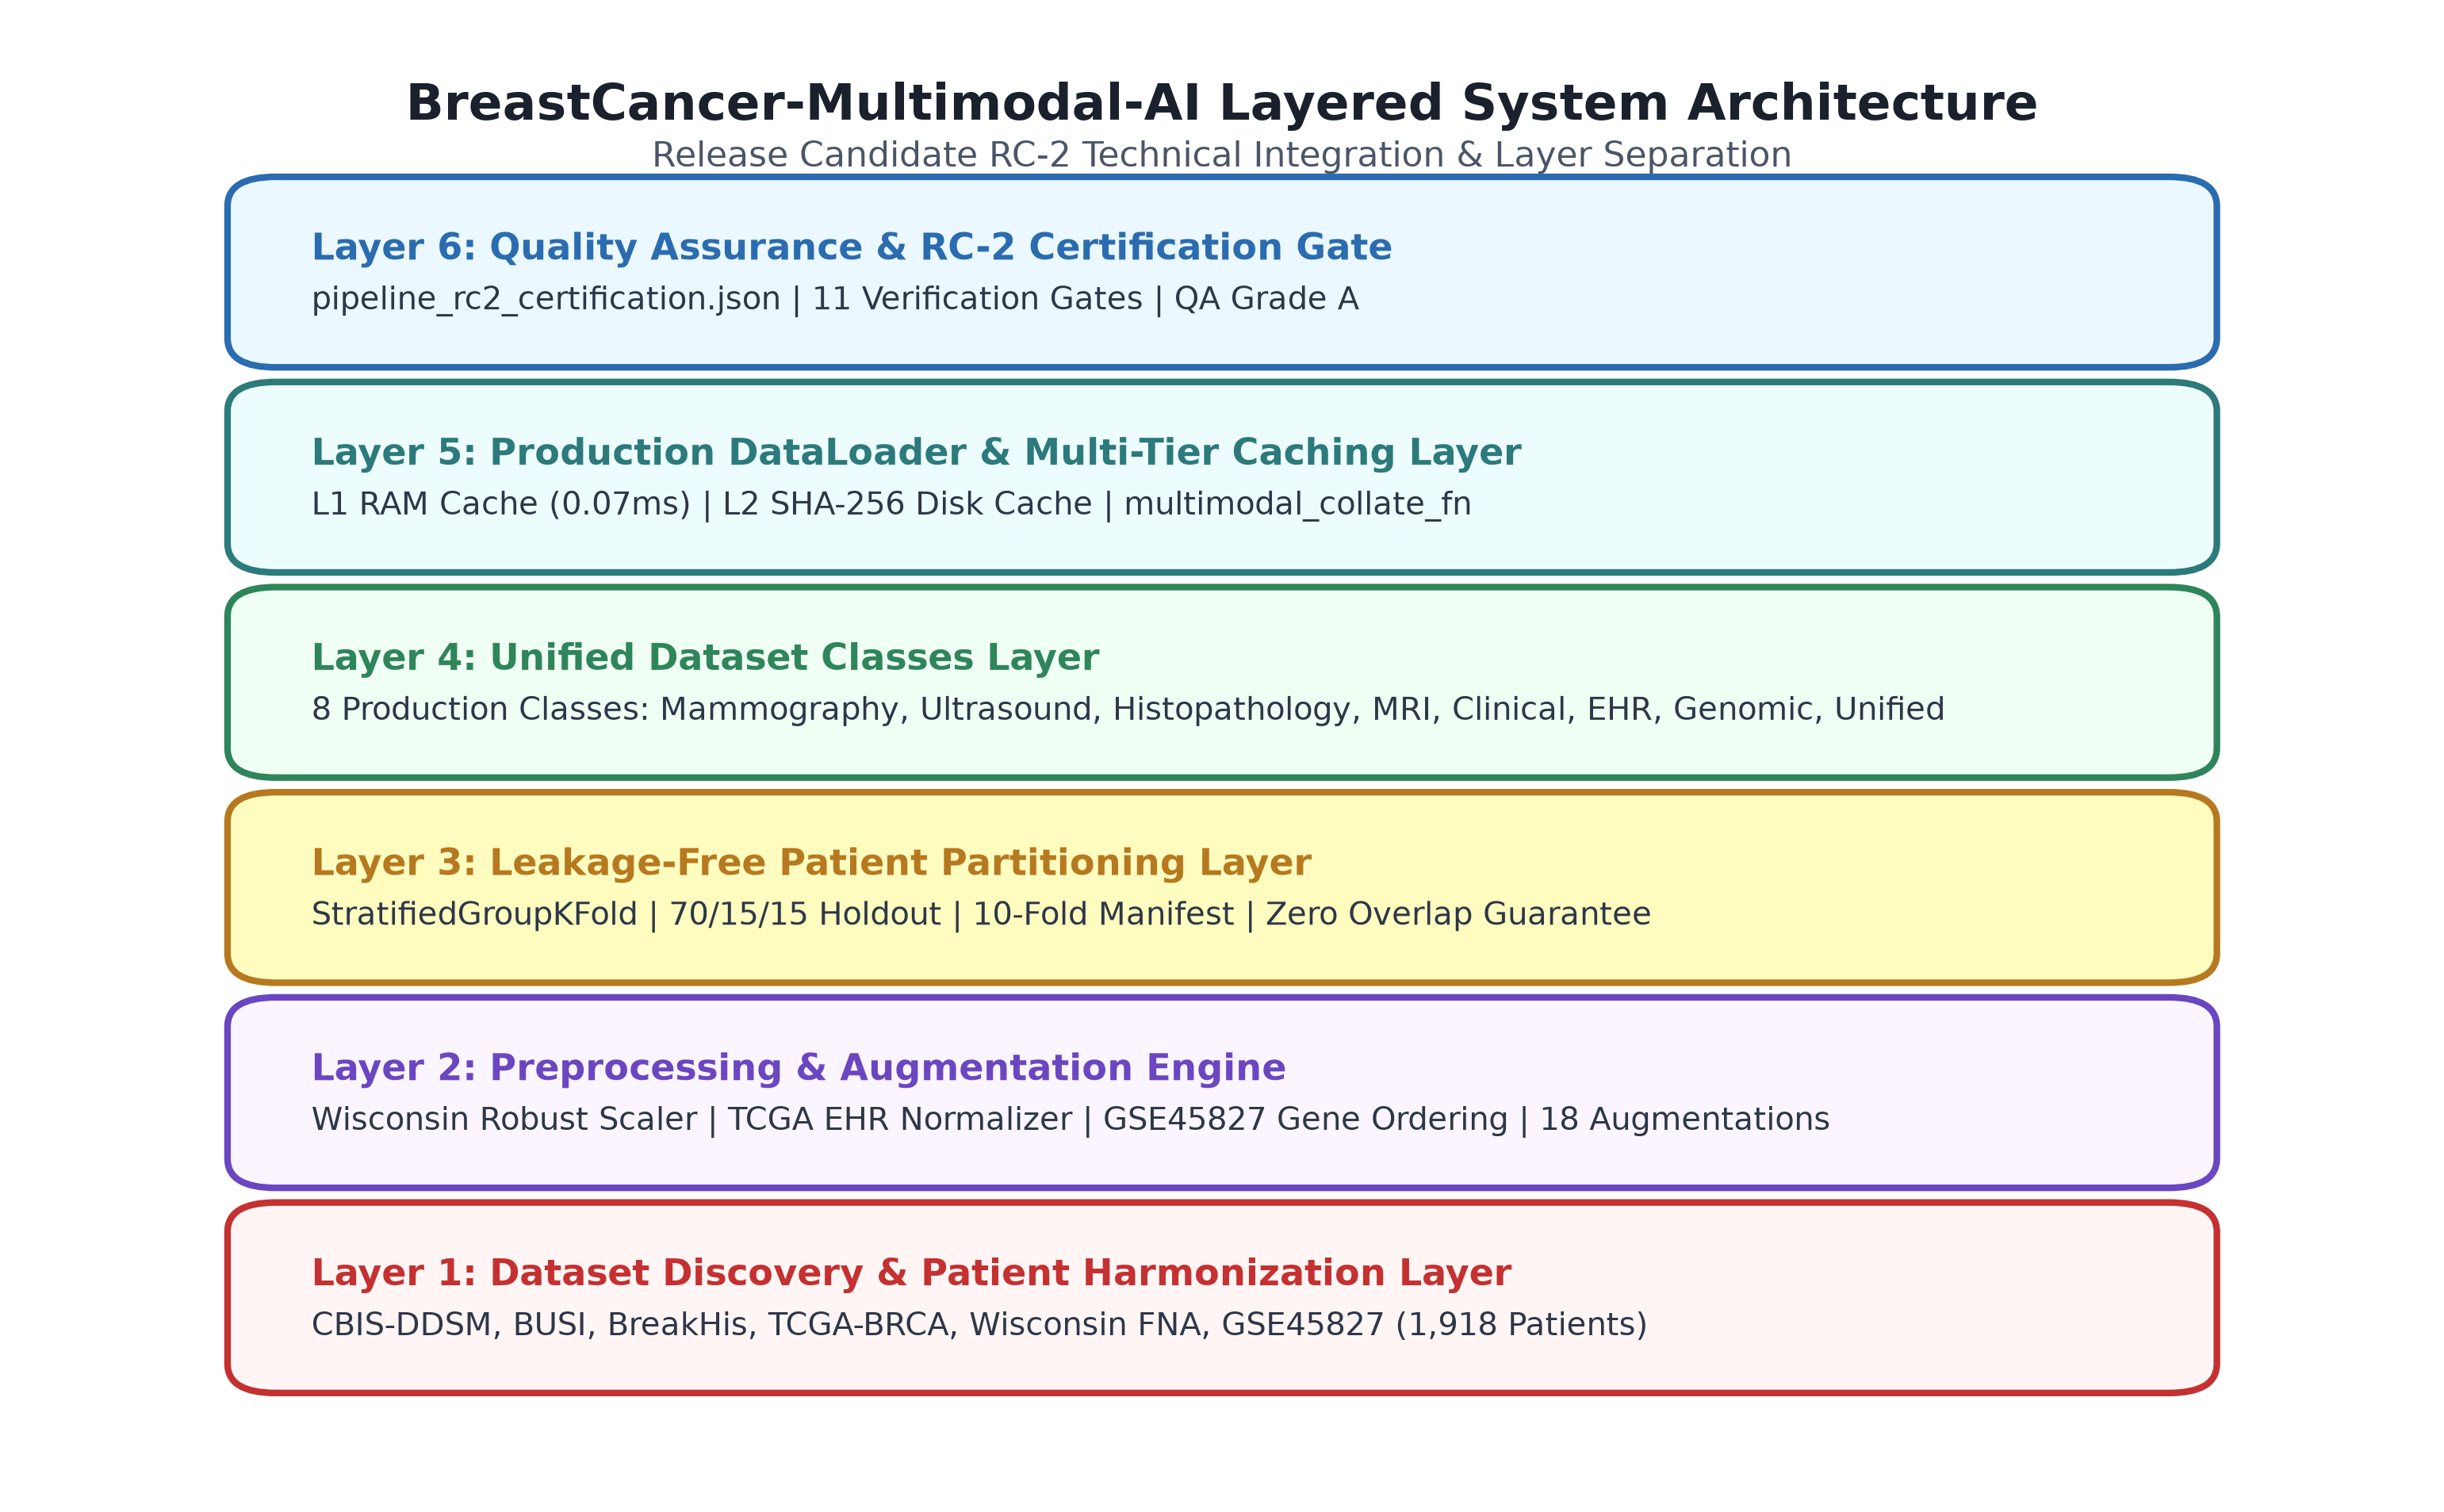 BreastCancer-Multimodal-AI Layered System Architecture
Release Candidate RC-2 Technical Integration & Layer Separation
Layer 6: Quality Assurance & RC-2 Certification Gate
pipeline_rc2_certification.json | 11 Verification Gates | QA Grade A
Layer 5: Production DataLoader & Multi-Tier Caching Layer
L1 RAM Cache (0.07ms) | L2 SHA-256 Disk Cache | multimodal_collate_fn
Layer 4: Unified Dataset Classes Layer
8 Production Classes: Mammography, Ultrasound, Histopathology, MRI, Clinical, EHR, Genomic, Unified
Layer 3: Leakage-Free Patient Partitioning Layer
StratifiedGroupKFold | 70/15/15 Holdout | 10-Fold Manifest | Zero Overlap Guarantee
Layer 2: Preprocessing & Augmentation Engine
Wisconsin Robust Scaler | TCGA EHR Normalizer | GSE45827 Gene Ordering | 18 Augmentations
Layer 1: Dataset Discovery & Patient Harmonization Layer
CBIS-DDSM, BUSI, BreakHis, TCGA-BRCA, Wisconsin FNA, GSE45827 (1,918 Patients)